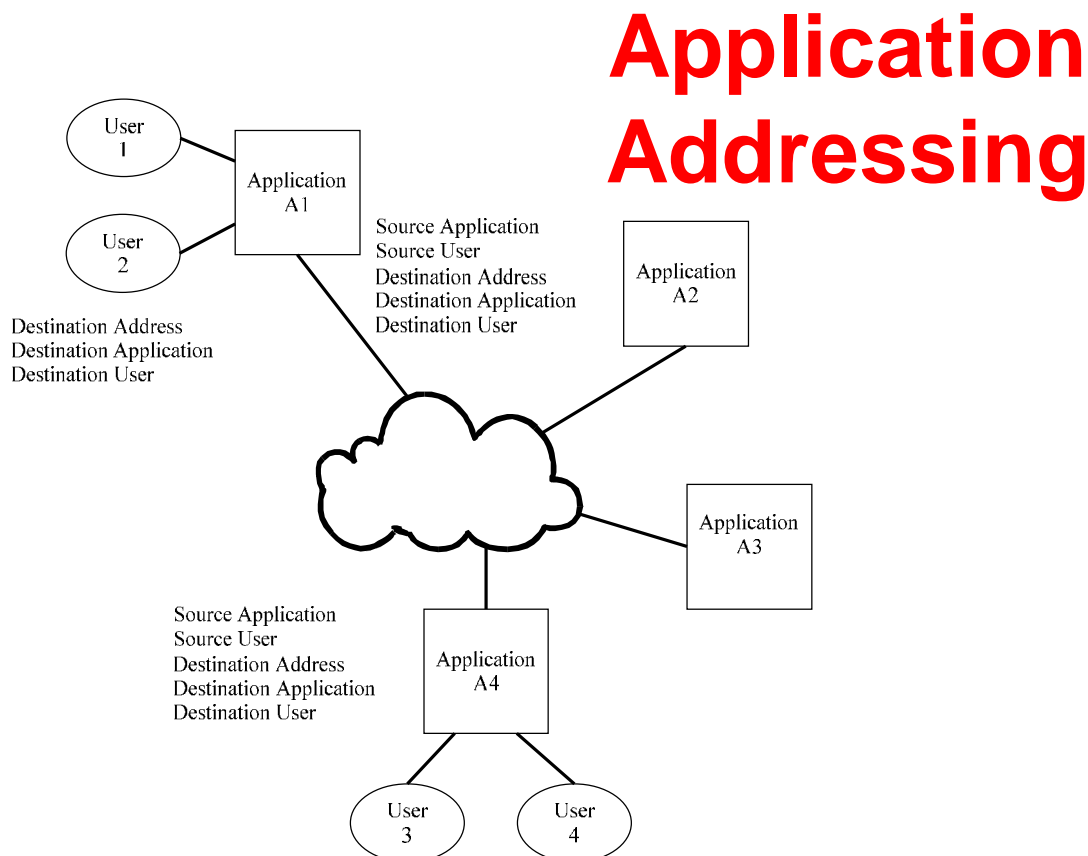 Application
Addressing
User
1
Application
A1
User
2
Source Application
Source User
Destination Address
Destination Application
Destination User
Application
A2
Destination Address
Destination Application
Destination User
Application
A3
Source Application
Source User
Destination Address
Destination Application
Destination User
Application
A4
User
3
User
4